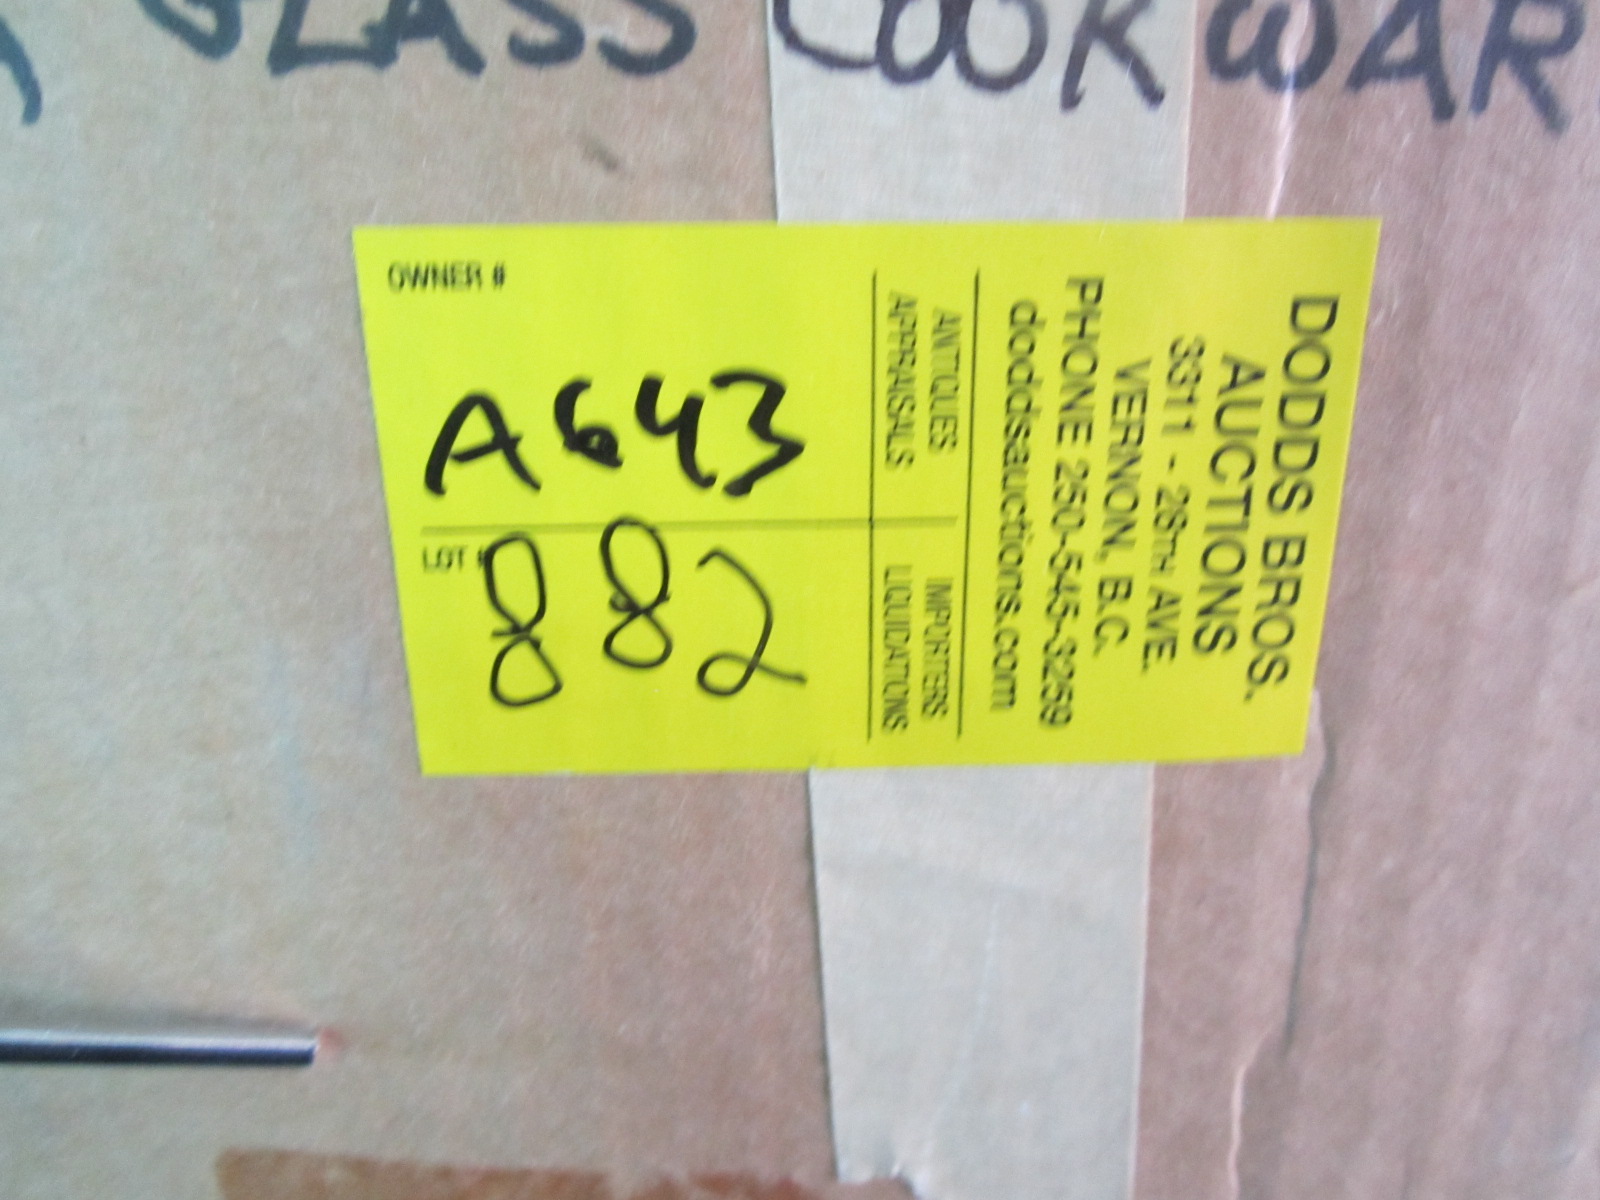 GLASS COOKWAR
DODDS BROS.
AUCTIONS
3311 - 28TH AVE.
VERNON, B.C.
PHONE 250-545-3259
doddsauctions.com
ANTIQUES
APPRAISALS
IMPORTERS
LIQUIDATIONS
OWNER #
A643
LOT #
882